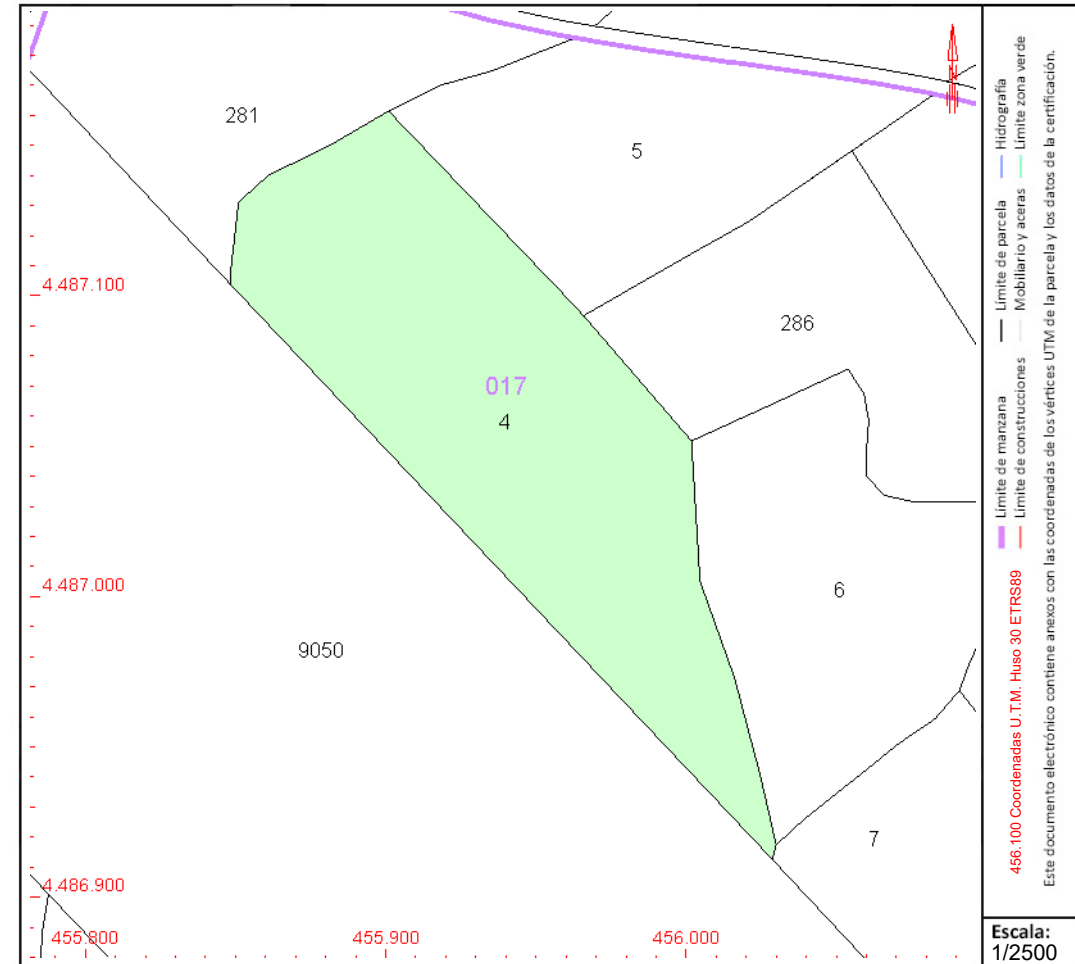 281
5
4.487.100
286
017
4
4.487.000
6
9050
7
4.486.900
455.800
455.900
456.000
456.100 Coordenadas U.T.M. Huso 30 ETRS89
Límite de manzana
Límite de parcela
Hidrografía
Límite de construcciones
Mobiliario y aceras
Límite zona verde
Este documento electrónico contiene anexos con las coordenadas de los vértices UTM de la parcela y los datos de la certificación.
Escala:
1/2500